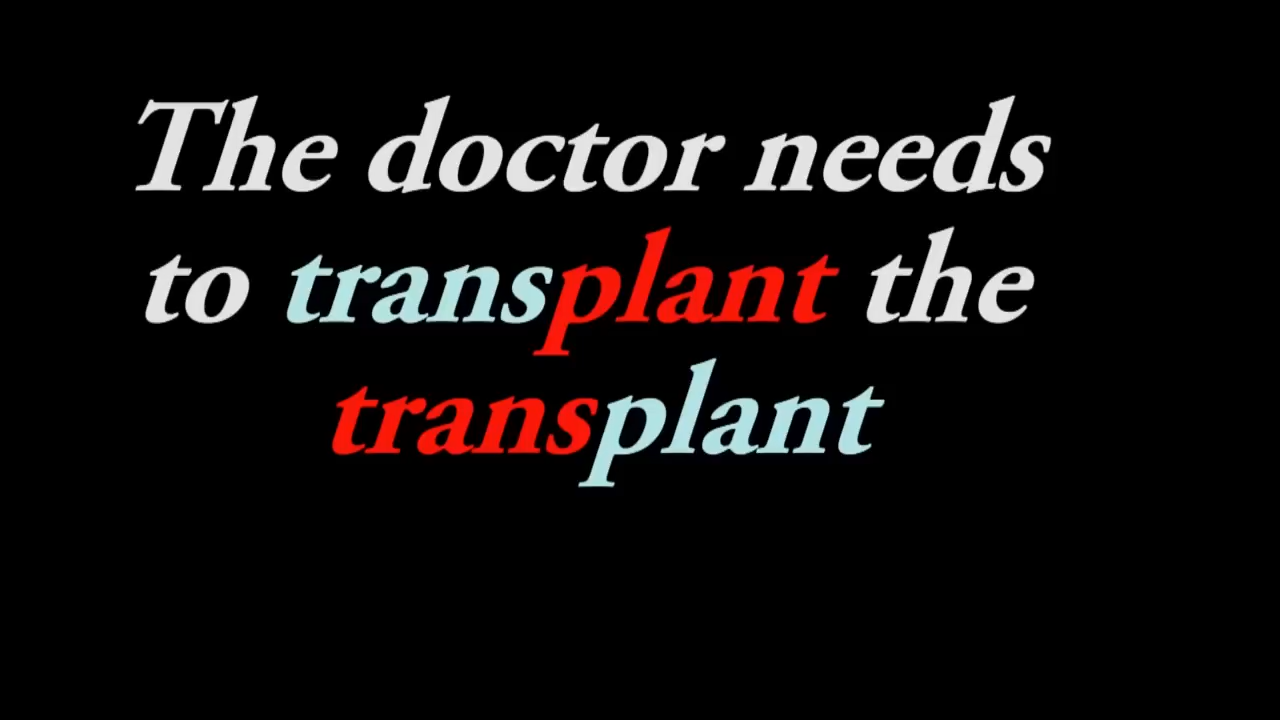 The doctor needs
to transplant the
transplant